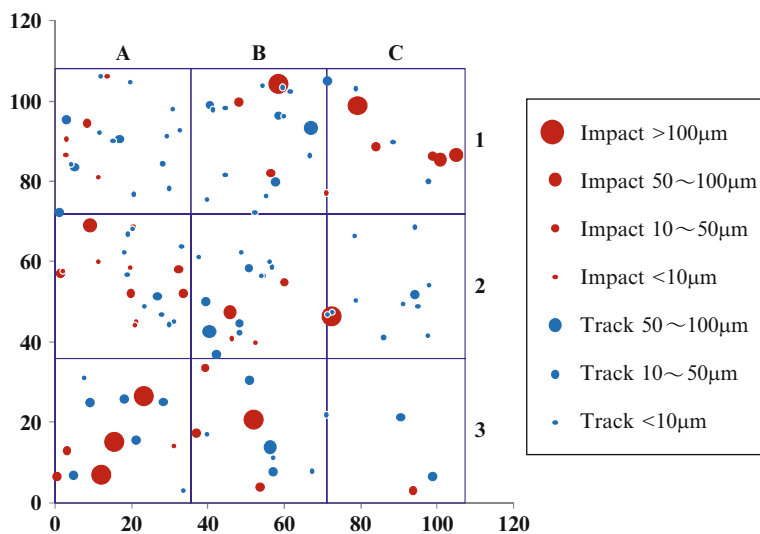 120
100
80
60
40
20
0
A B C
1
2
3
0 20 40 60 80 100 120
Impact >100μm
Impact 50～100μm
Impact 10～50μm
Impact <10μm
Track 50～100μm
Track 10～50μm
Track <10μm